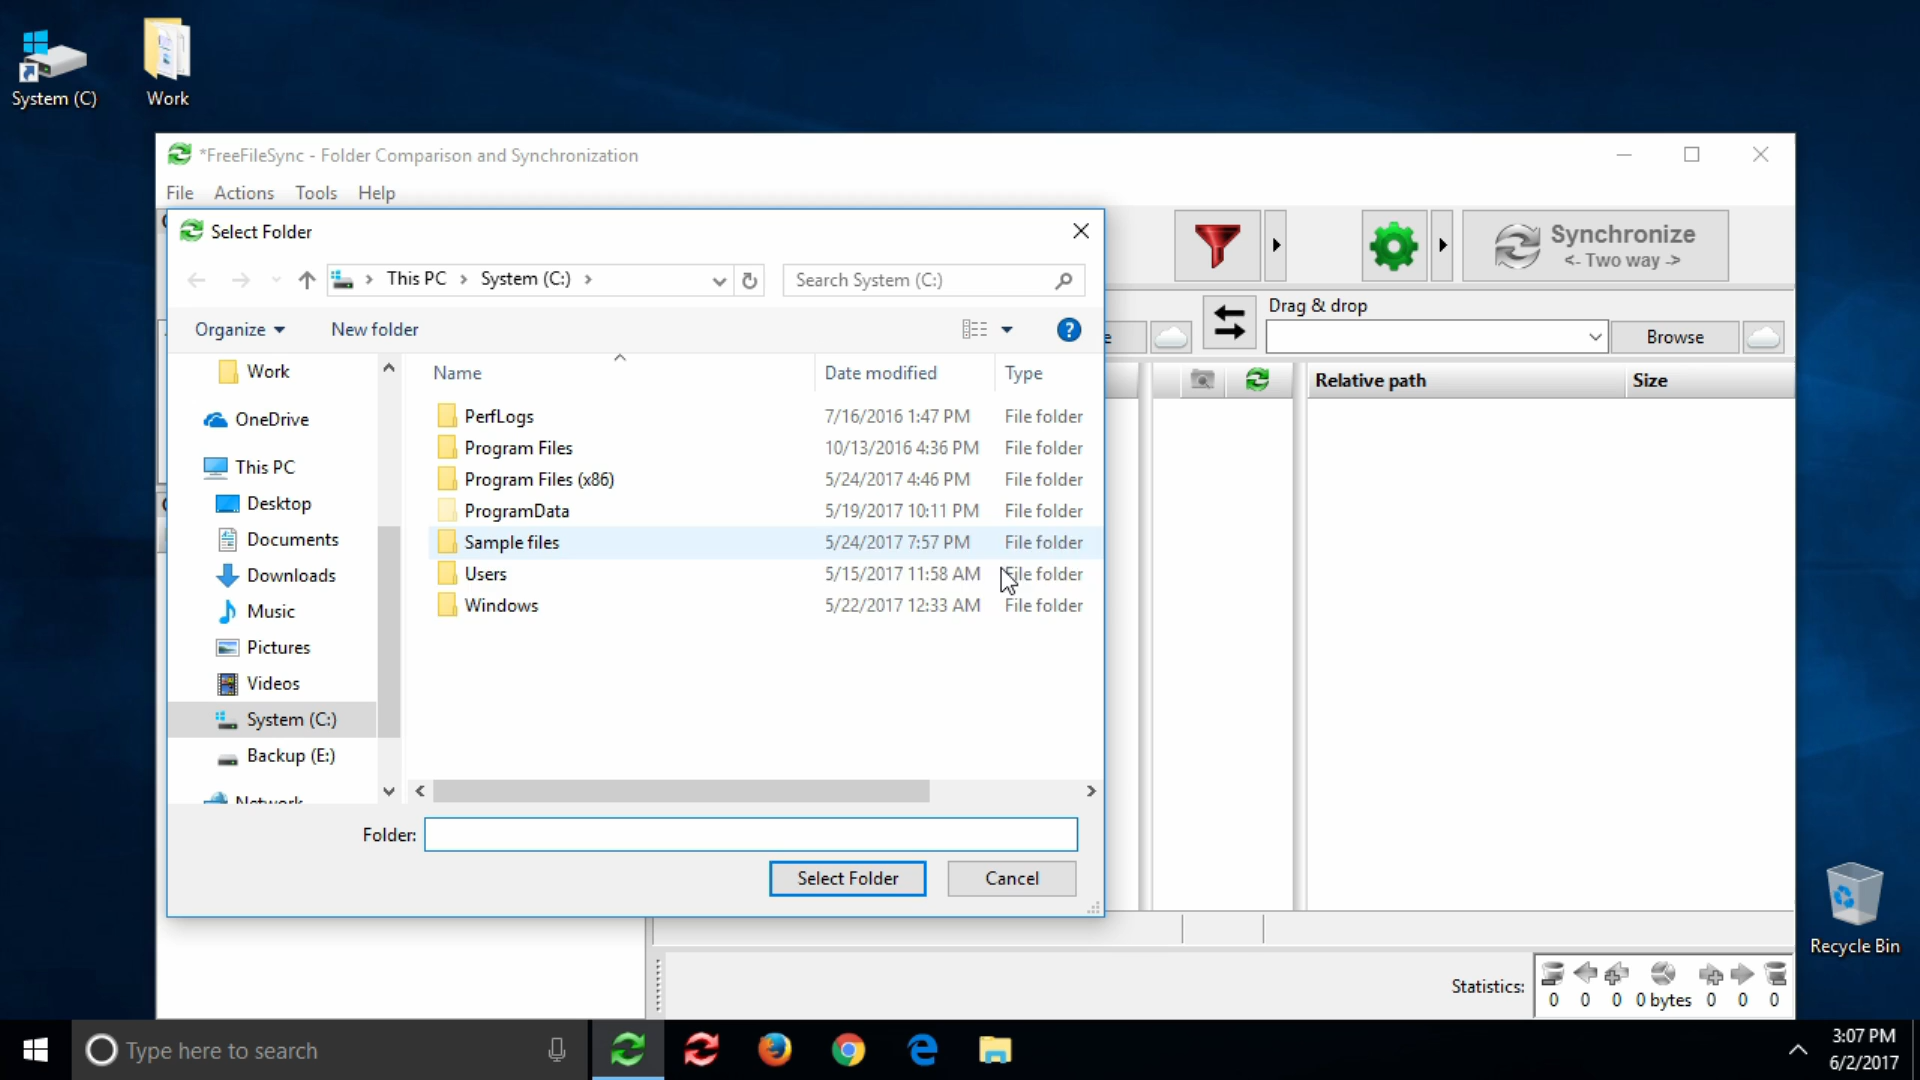 System (C)
Work
*FreeFileSync - Folder Comparison and Synchronization
File Actions Tools Help
Select Folder
Synchronize
<- Two way ->
This PC > System (C:) >
Search System (C:)
Drag & drop
Organize
New folder
Browse
Work
OneDrive
This PC
Desktop
Documents
Downloads
Music
Pictures
Videos
System (C:)
Backup (E:)
Network
Name Date modified Type
PerfLogs 7/16/2016 1:47 PM File folder
Program Files 10/13/2016 4:36 PM File folder
Program Files (x86) 5/24/2017 4:46 PM File folder
ProgramData 5/19/2017 10:11 PM File folder
Sample files 5/24/2017 7:57 PM File folder
Users 5/15/2017 11:58 AM File folder
Windows 5/22/2017 12:33 AM File folder
Relative path Size
Folder:
Select Folder Cancel
Recycle Bin
Statistics:
0 0 0 0 bytes 0 0 0
Type here to search
3:07 PM
6/2/2017